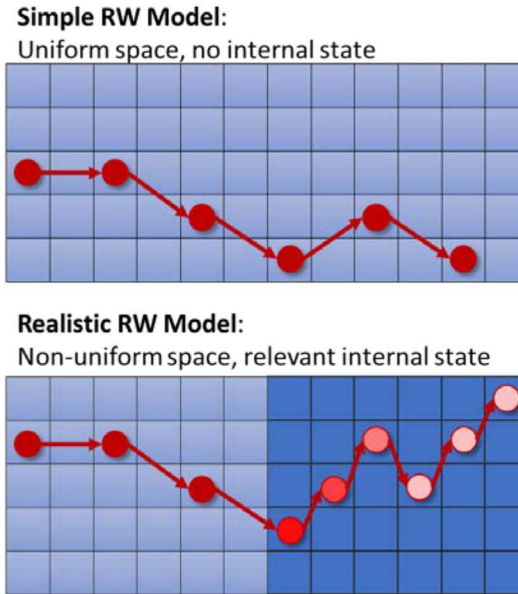 Simple RW Model:
Uniform space, no internal state
Realistic RW Model:
Non-uniform space, relevant internal state